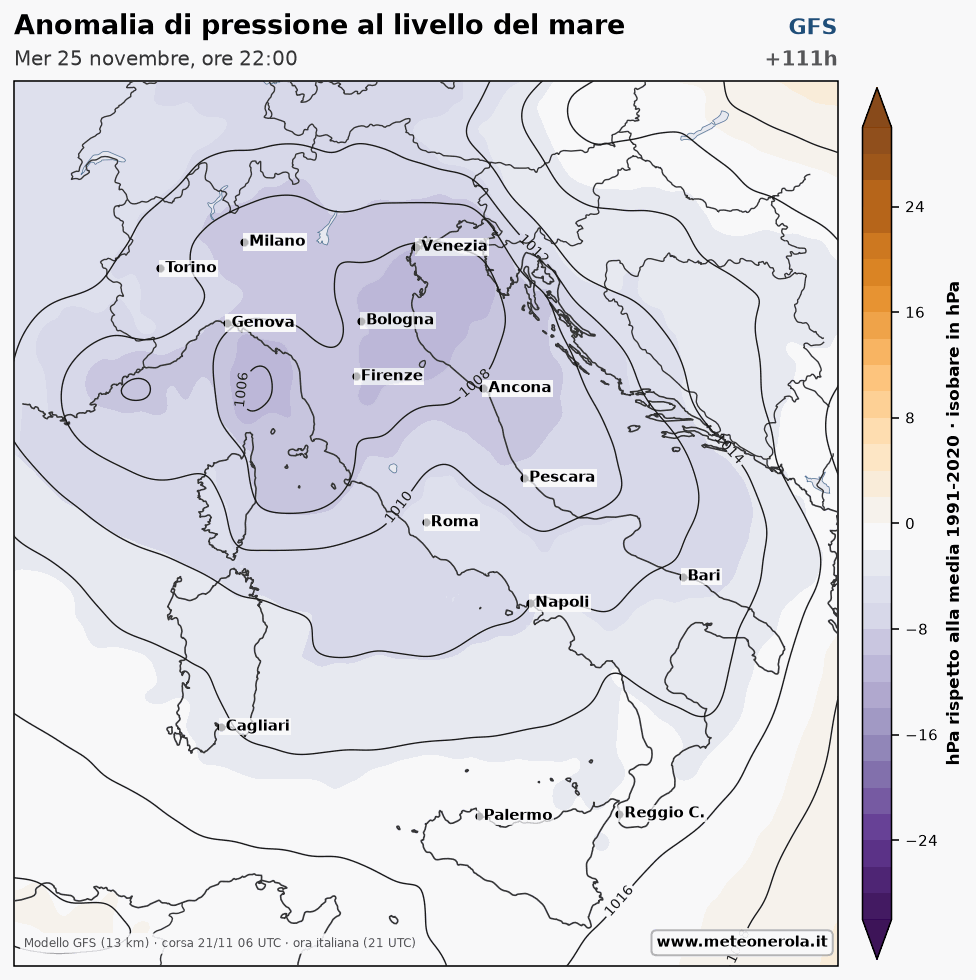 Anomalia di pressione al livello del mare
GFS
Mer 25 novembre, ore 22:00
+111h
1012
Milano
Venezia
Torino
Genova
Bologna
1006
Firenze
1008
Ancona
1014
Pescara
1010
Roma
Bari
Napoli
Cagliari
Palermo
Reggio C.
1016
24
16
8
0
−8
−16
−24
hPa rispetto alla media 1991-2020 · isobare in hPa
Modello GFS (13 km) · corsa 21/11 06 UTC · ora italiana (21 UTC)
www.meteonerola.it